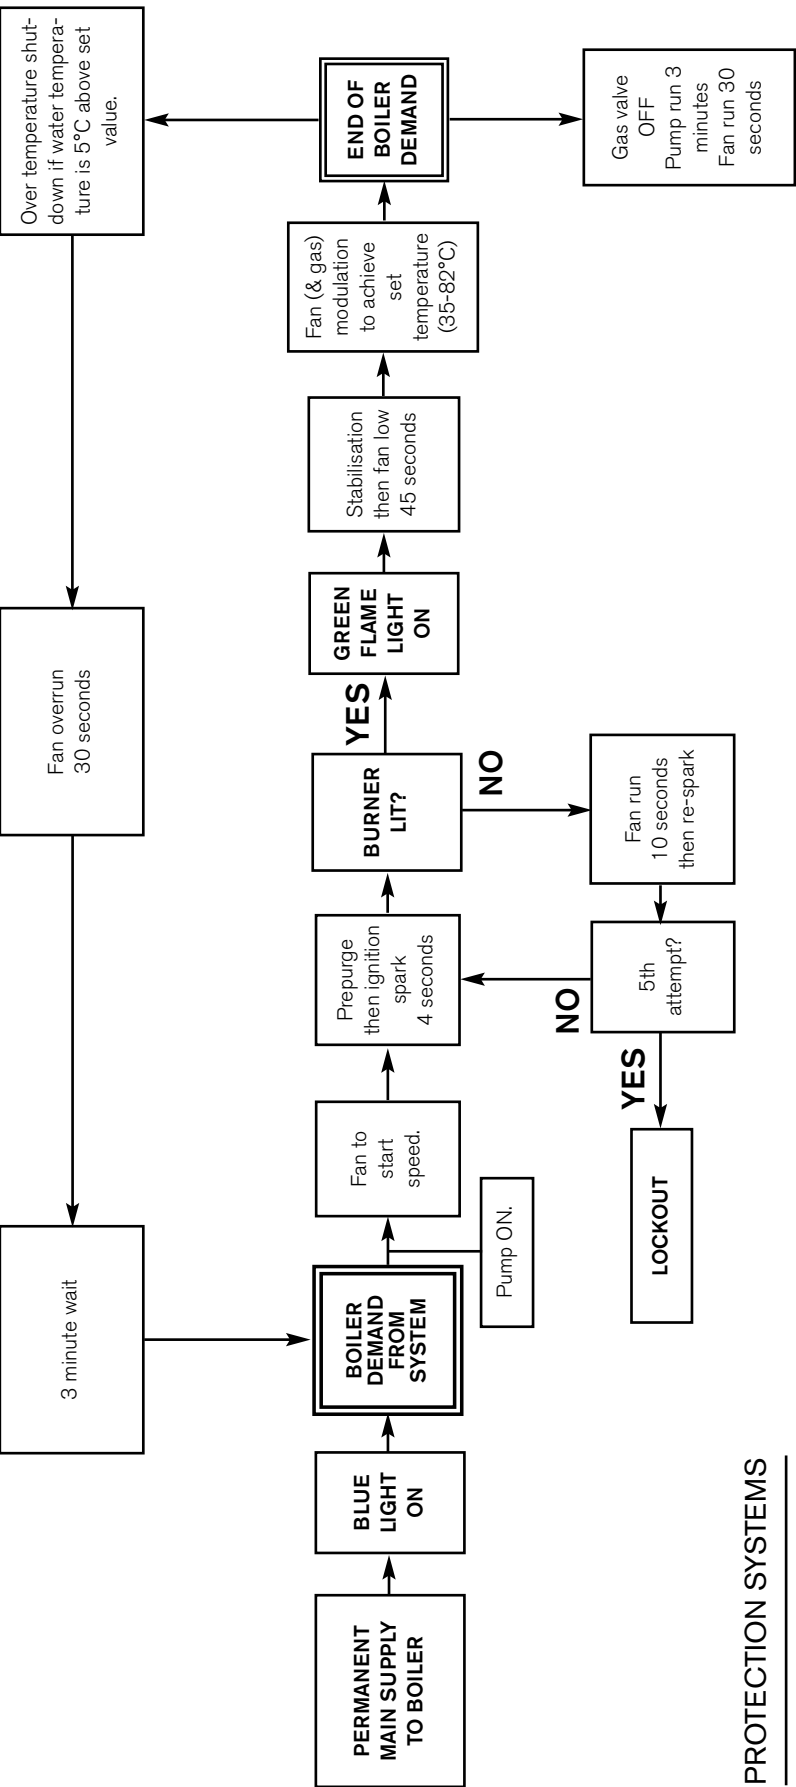 Over temperature shut-
down if water tempera-
ture is 5°C above set
value.
Fan overrun
30 seconds
3 minute wait
PERMANENT
MAIN SUPPLY
TO BOILER
BLUE
LIGHT
ON
BOILER
DEMAND
FROM
SYSTEM
Pump ON.
Fan to
start
speed.
Prepurge
then ignition
spark
4 seconds
BURNER
LIT?
YES
GREEN
FLAME
LIGHT
ON
Stabilisation
then fan low
45 seconds
Fan (& gas)
modulation
to achieve
set
temperature
(35-82°C)
END OF
BOILER
DEMAND
Gas valve
OFF
Pump run 3
minutes
Fan run 30
seconds
NO
Fan run
10 seconds
then re-spark
5th
attempt?
NO
YES
LOCKOUT
PROTECTION SYSTEMS